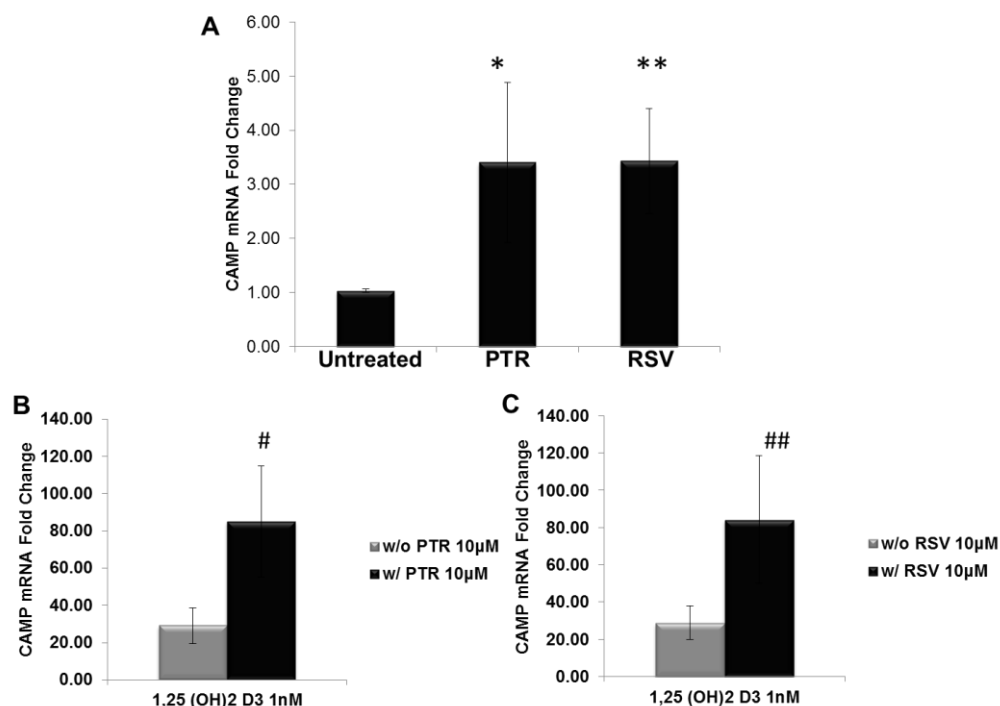 A
CAMP mRNA Fold Change
6.00
5.00
4.00
3.00
2.00
1.00
0.00
*
**
Untreated PTR RSV
B
CAMP mRNA Fold Change
140.00
120.00
100.00
80.00
60.00
40.00
20.00
0.00
#
w/o PTR 10µM
w/ PTR 10µM
1,25 (OH)2 D3 1nM
C
CAMP mRNA Fold Change
140.00
120.00
100.00
80.00
60.00
40.00
20.00
0.00
##
w/o RSV 10µM
w/ RSV 10µM
1,25 (OH)2 D3 1nM